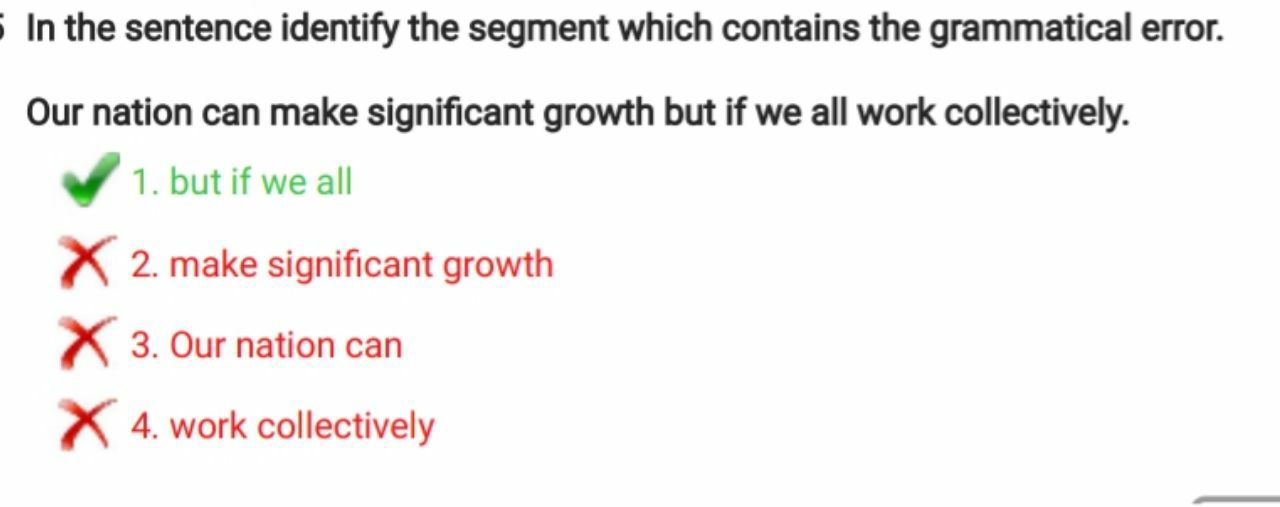 In the sentence identify the segment which contains the grammatical error.
Our nation can make significant growth but if we all work collectively.
1. but if we all
2. make significant growth
3. Our nation can
4. work collectively